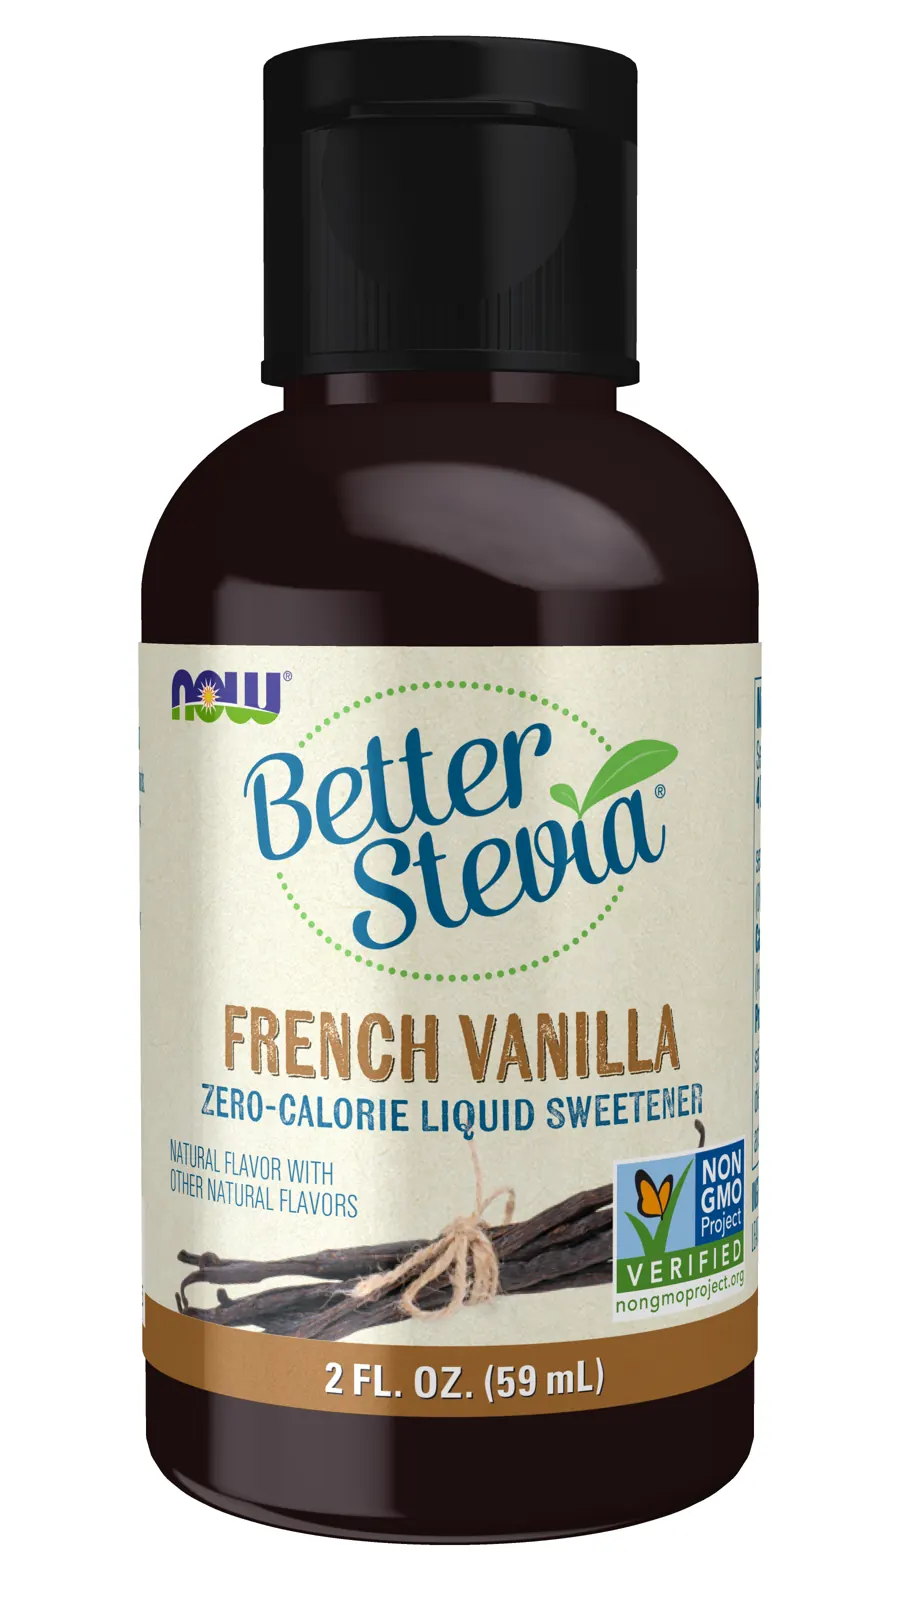 NOW®
Better
Stevia®
FRENCH VANILLA
ZERO-CALORIE LIQUID SWEETENER
NATURAL FLAVOR WITH
OTHER NATURAL FLAVORS
NON
GMO
Project
VERIFIED
nongmoproject.org
2 FL. OZ. (59 mL)